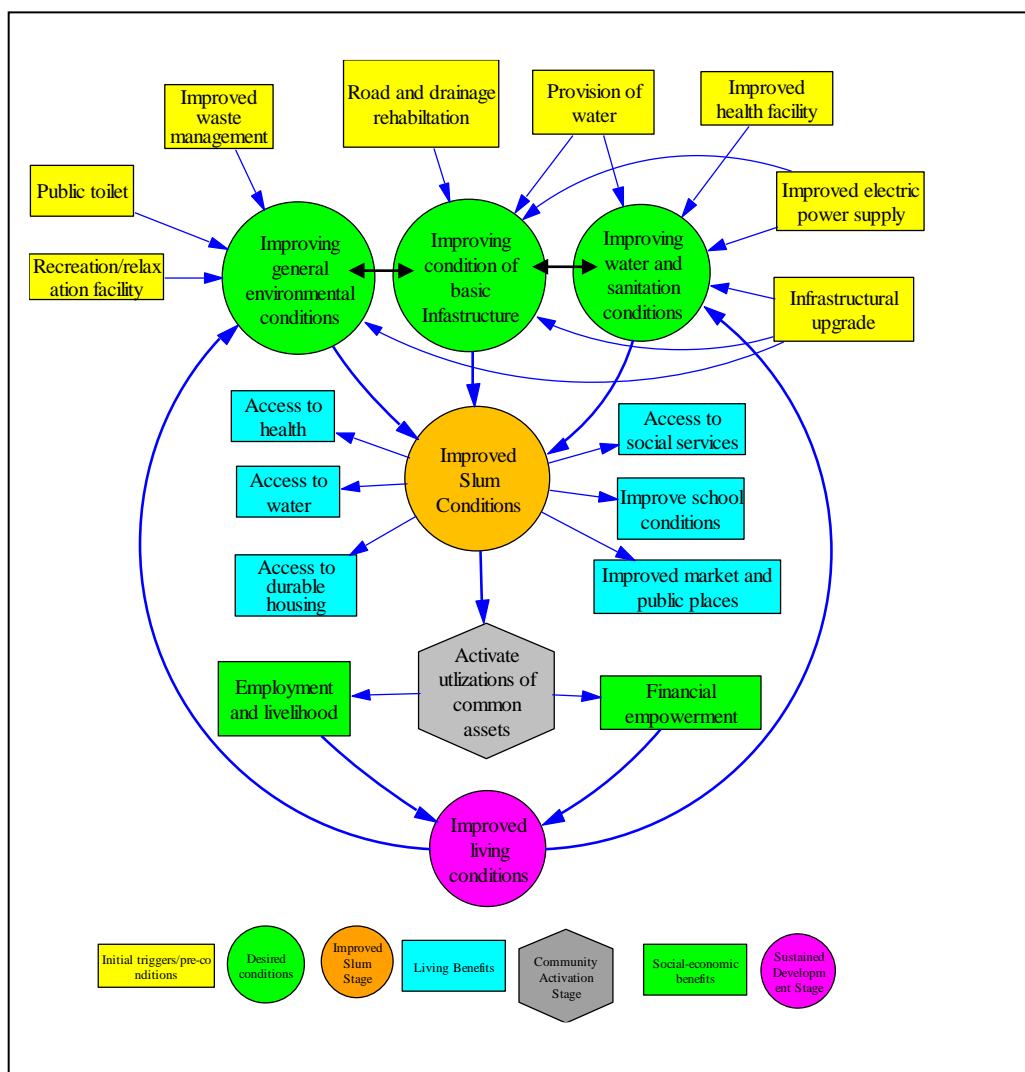 Improved
waste
management
Road and drainage
rehabiltation
Provision of
water
Improved
health facility
Public toilet
Improved electric
power supply
Recreation/relax
ation facility
Improving
general
environmental
conditions
Improving
condition of
basic
Infastructure
Improving
water and
sanitation
conditions
Infrastructural
upgrade
Access to
health
Access to
water
Access to
durable
housing
Improved
Slum
Conditions
Access to
social services
Improve school
conditions
Improved market and
public places
Activate
utlizations of
common
assets
Employment
and livelihood
Financial
empowerment
Improved
living
conditions
Initial triggers/pre-co
nditions
Desired
conditions
Improved
Slum
Stage
Living Benefits
Community
Activation
Stage
Social-economic
benefits
Sustained
Developm
ent Stage